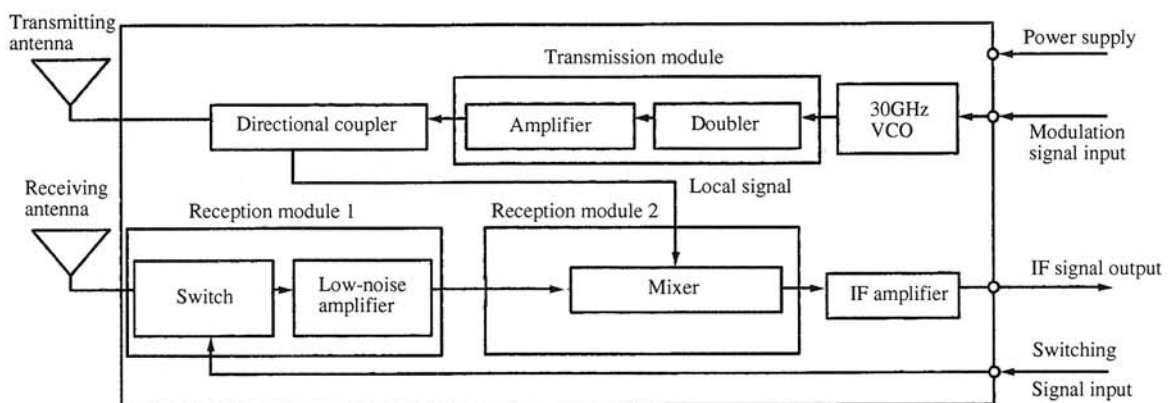 Transmitting
antenna
Power supply
Transmission module
Directional coupler
Amplifier
Doubler
30GHz
VCO
Modulation
signal input
Local signal
Receiving
antenna
Reception module 1
Reception module 2
Switch
Low-noise
amplifier
Mixer
IF amplifier
IF signal output
Switching
Signal input